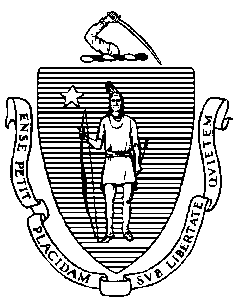 ENSE PETIT
PLACIDAM
SVB LIBERTATE
QVIETEM